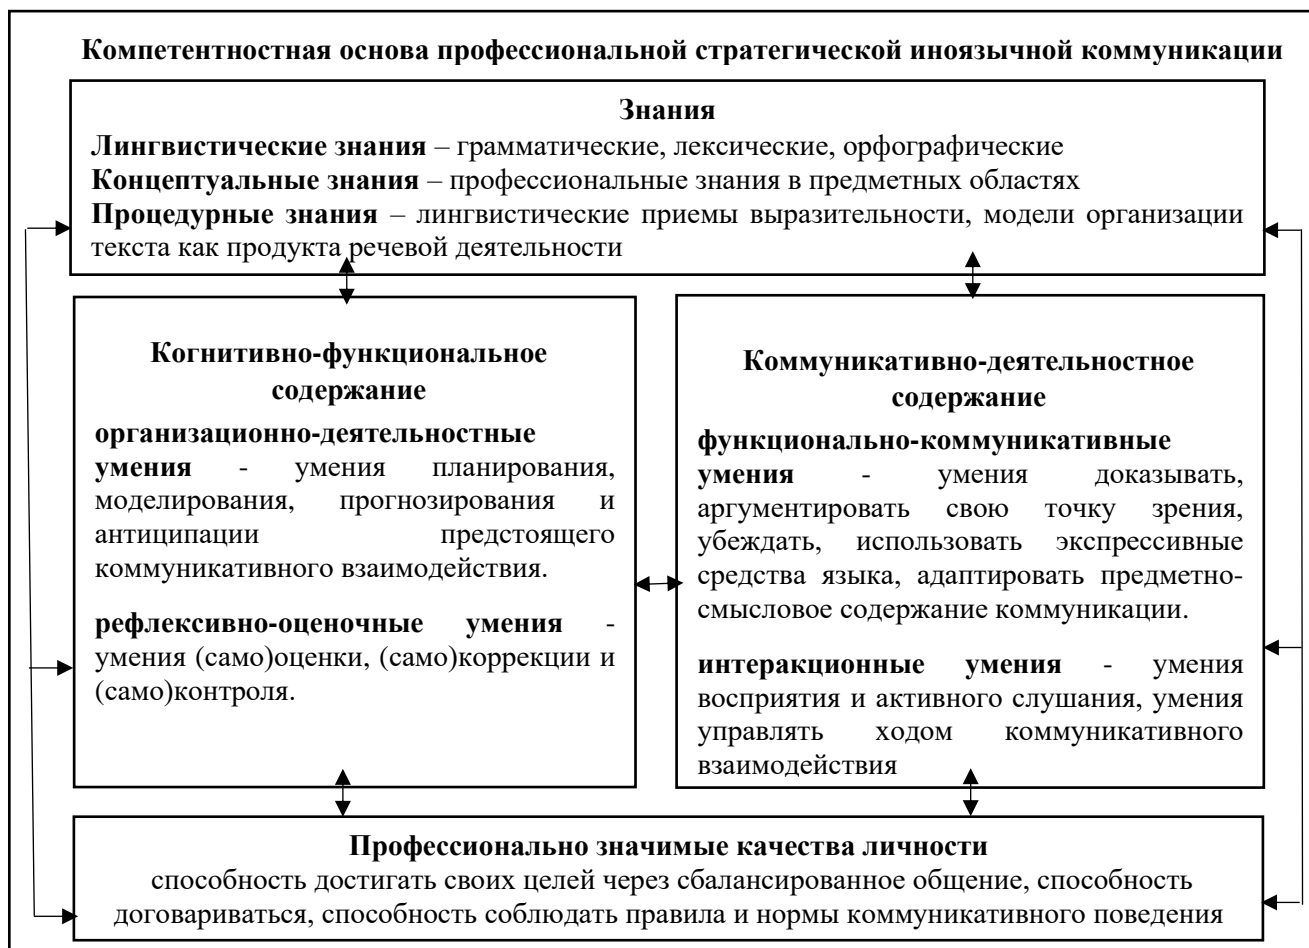 Компетентностная основа профессиональной стратегической иноязычной коммуникации
Знания
Лингвистические знания – грамматические, лексические, орфографические
Концептуальные знания – профессиональные знания в предметных областях
Процедурные знания – лингвистические приемы выразительности, модели организации
текста как продукта речевой деятельности
Когнитивно-функциональное
содержание
организационно-деятельностные
умения - умения планирования,
моделирования, прогнозирования и
антиципации предстоящего
коммуникативного взаимодействия.
рефлексивно-оценочные умения -
умения (само)оценки, (само)коррекции и
(само)контроля.
Коммуникативно-деятельностное
содержание
функционально-коммуникативные
умения - умения доказывать,
аргументировать свою точку зрения,
убеждать, использовать экспрессивные
средства языка, адаптировать предметно-
смысловое содержание коммуникации.
интеракционные умения - умения
восприятия и активного слушания, умения
управлять ходом коммуникативного
взаимодействия
Профессионально значимые качества личности
способность достигать своих целей через сбалансированное общение, способность
договариваться, способность соблюдать правила и нормы коммуникативного поведения